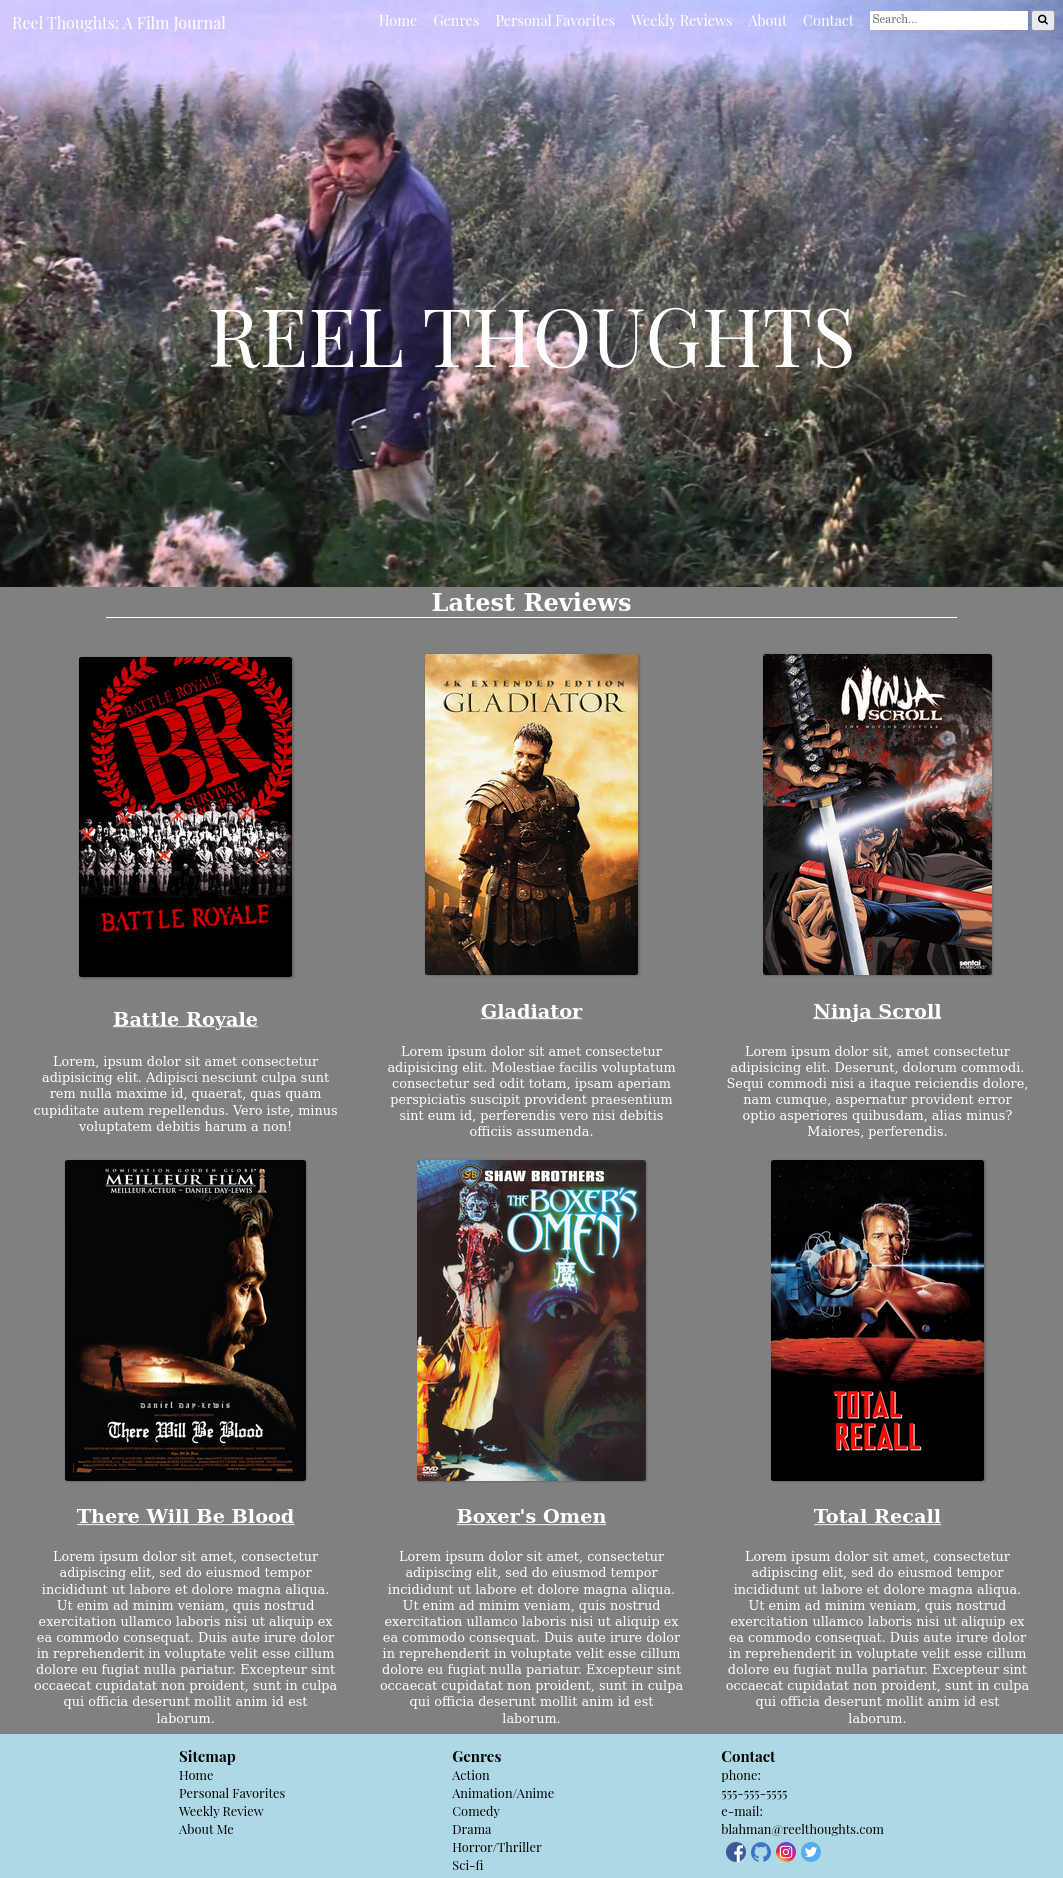 Reel Thoughts: A Film Journal
Home Genres Personal Favorites Weekly Reviews About Contact Search...
REEL THOUGHTS
Latest Reviews
BATTLE ROYALE
BR
SURVIVAL
BATTLE ROYALE
4K EXTENDED EDTION
GLADIATOR
NINJA
SCROLL
THE MOTION PICTURE
sentai
FILMWORKS
Battle Royale
Gladiator
Ninja Scroll
Lorem, ipsum dolor sit amet consectetur
adipisicing elit. Adipisci nesciunt culpa sunt
rem nulla maxime id, quaerat, quas quam
cupiditate autem repellendus. Vero iste, minus
voluptatem debitis harum a non!
Lorem ipsum dolor sit amet consectetur
adipisicing elit. Molestiae facilis voluptatum
consectetur sed odit totam, ipsam aperiam
perspiciatis suscipit provident praesentium
sint eum id, perferendis vero nisi debitis
officiis assumenda.
Lorem ipsum dolor sit, amet consectetur
adipisicing elit. Deserunt, dolorum commodi.
Sequi commodi nisi a itaque reiciendis dolore,
nam cumque, aspernatur provident error
optio asperiores quibusdam, alias minus?
Maiores, perferendis.
NOMINATION GOLDEN GLOBE
MEILLEUR FILM
MEILLEUR ACTEUR - DANIEL DAY-LEWIS
Daniel Day-Lewis
There Will Be Blood
SB SHAW BROTHERS
THE BOXER'S
OMEN
魔
DVD
TOTAL
RECALL
There Will Be Blood
Boxer's Omen
Total Recall
Lorem ipsum dolor sit amet, consectetur
adipiscing elit, sed do eiusmod tempor
incididunt ut labore et dolore magna aliqua.
Ut enim ad minim veniam, quis nostrud
exercitation ullamco laboris nisi ut aliquip ex
ea commodo consequat. Duis aute irure dolor
in reprehenderit in voluptate velit esse cillum
dolore eu fugiat nulla pariatur. Excepteur sint
occaecat cupidatat non proident, sunt in culpa
qui officia deserunt mollit anim id est
laborum.
Lorem ipsum dolor sit amet, consectetur
adipiscing elit, sed do eiusmod tempor
incididunt ut labore et dolore magna aliqua.
Ut enim ad minim veniam, quis nostrud
exercitation ullamco laboris nisi ut aliquip ex
ea commodo consequat. Duis aute irure dolor
in reprehenderit in voluptate velit esse cillum
dolore eu fugiat nulla pariatur. Excepteur sint
occaecat cupidatat non proident, sunt in culpa
qui officia deserunt mollit anim id est
laborum.
Lorem ipsum dolor sit amet, consectetur
adipiscing elit, sed do eiusmod tempor
incididunt ut labore et dolore magna aliqua.
Ut enim ad minim veniam, quis nostrud
exercitation ullamco laboris nisi ut aliquip ex
ea commodo consequat. Duis aute irure dolor
in reprehenderit in voluptate velit esse cillum
dolore eu fugiat nulla pariatur. Excepteur sint
occaecat cupidatat non proident, sunt in culpa
qui officia deserunt mollit anim id est
laborum.
Sitemap
Home
Personal Favorites
Weekly Review
About Me
Genres
Action
Animation/Anime
Comedy
Drama
Horror/Thriller
Sci-fi
Contact
phone:
555-555-5555
e-mail:
blahman@reelthoughts.com